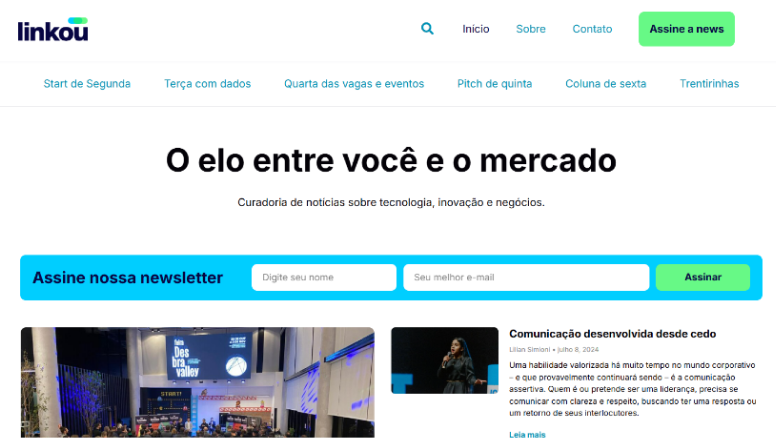 linkou
Início
Sobre
Contato
Assine a news
Start de Segunda
Terça com dados
Quarta das vagas e eventos
Pitch de quinta
Coluna de sexta
Trentirinhas
O elo entre você e o mercado
Curadoria de notícias sobre tecnologia, inovação e negócios.
Assine nossa newsletter
Digite seu nome
Seu melhor e-mail
Assinar
feira
Des
bra
valley
START
Comunicação desenvolvida desde cedo
Lilan Simioni • julho 8, 2024
Uma habilidade valorizada há muito tempo no mundo corporativo
– e que provavelmente continuará sendo – é a comunicação
assertiva. Quem é ou pretende ser uma liderança, precisa se
comunicar com clareza e respeito, buscando ter uma resposta ou
um retorno de seus interlocutores.
Leia mais